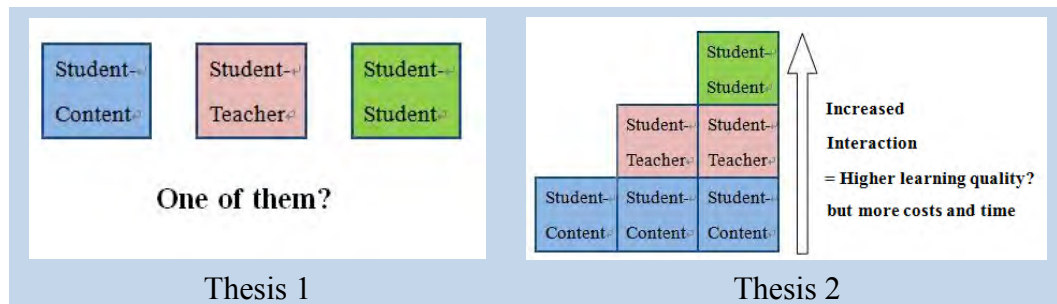 Student-
Content
Student-
Teacher
Student-
Student
One of them?
Thesis 1
Student-
Student
Student-
Teacher
Student-
Teacher
Student-
Content
Student-
Content
Student-
Content
Increased
Interaction
= Higher learning quality?
but more costs and time
Thesis 2